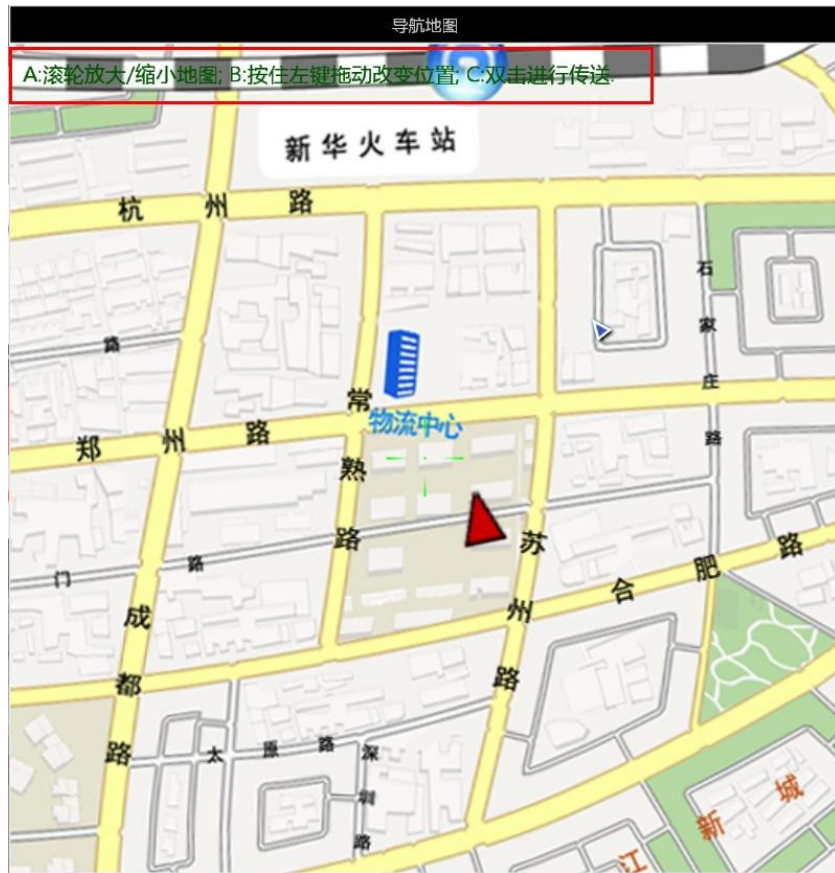 导航地图
A:滚轮放大/缩小地图; B:按住左键拖动改变位置; C:双击进行传送.
新华火车站
杭州路
石家庄路
路
常熟路
物流中心
郑州路
苏州路
合肥路
门路
成都路
太原路
深圳路
新城
江